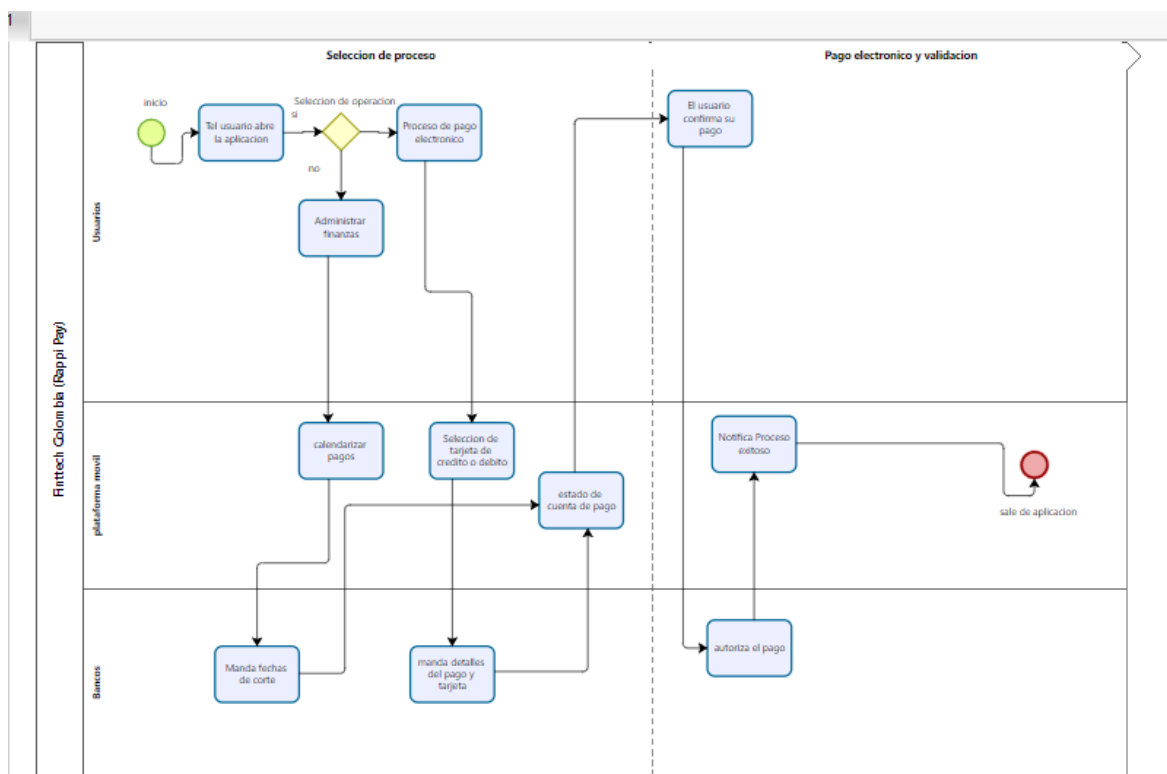 1
Seleccion de proceso
Pago electronico y validacion
Finttech Colombia (Rappi Pay)
Usuarios
inicio
Tel usuario abre
la aplicacion
Seleccion de operacion
si
no
Proceso de pago
electronico
Administrar
finanzas
El usuario
confirma su
pago
plataforma movil
calendarizar
pagos
Seleccion de
tarjeta de
credito o debito
estado de
cuenta de pago
Notifica Proceso
exitoso
sale de aplicacion
Bancos
Manda fechas
de corte
manda detalles
del pago y
tarjeta
autoriza el pago